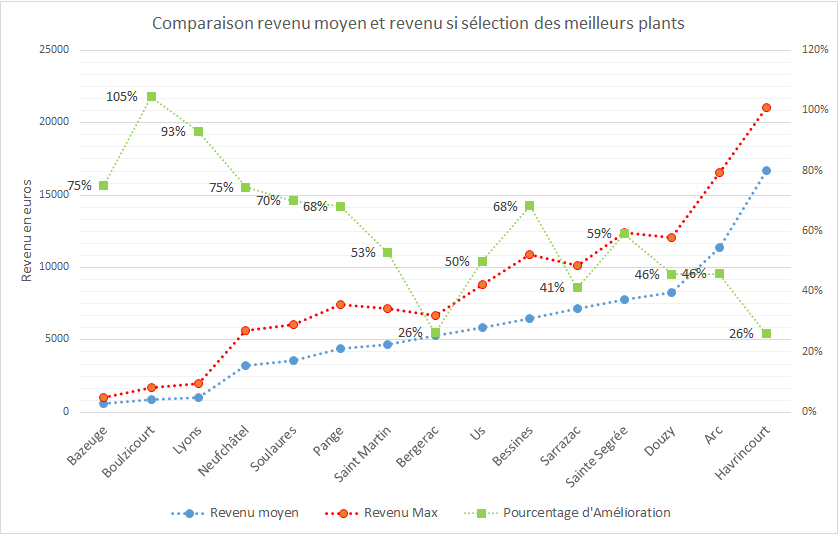 Comparaison revenu moyen et revenu si sélection des meilleurs plants
25000
20000
15000
10000
5000
0
Revenu en euros
120%
100%
80%
60%
40%
20%
0%
75%
105%
93%
75%
70%
68%
53%
26%
50%
68%
41%
59%
46%
46%
26%
Bazeuge
Boulzicourt
Lyons
Neufchâtel
Soulaures
Pange
Saint Martin
Bergerac
Us
Bessines
Sarrazac
Sainte Segrée
Douzy
Arc
Havrincourt
Revenu moyen
Revenu Max
Pourcentage d'Amélioration